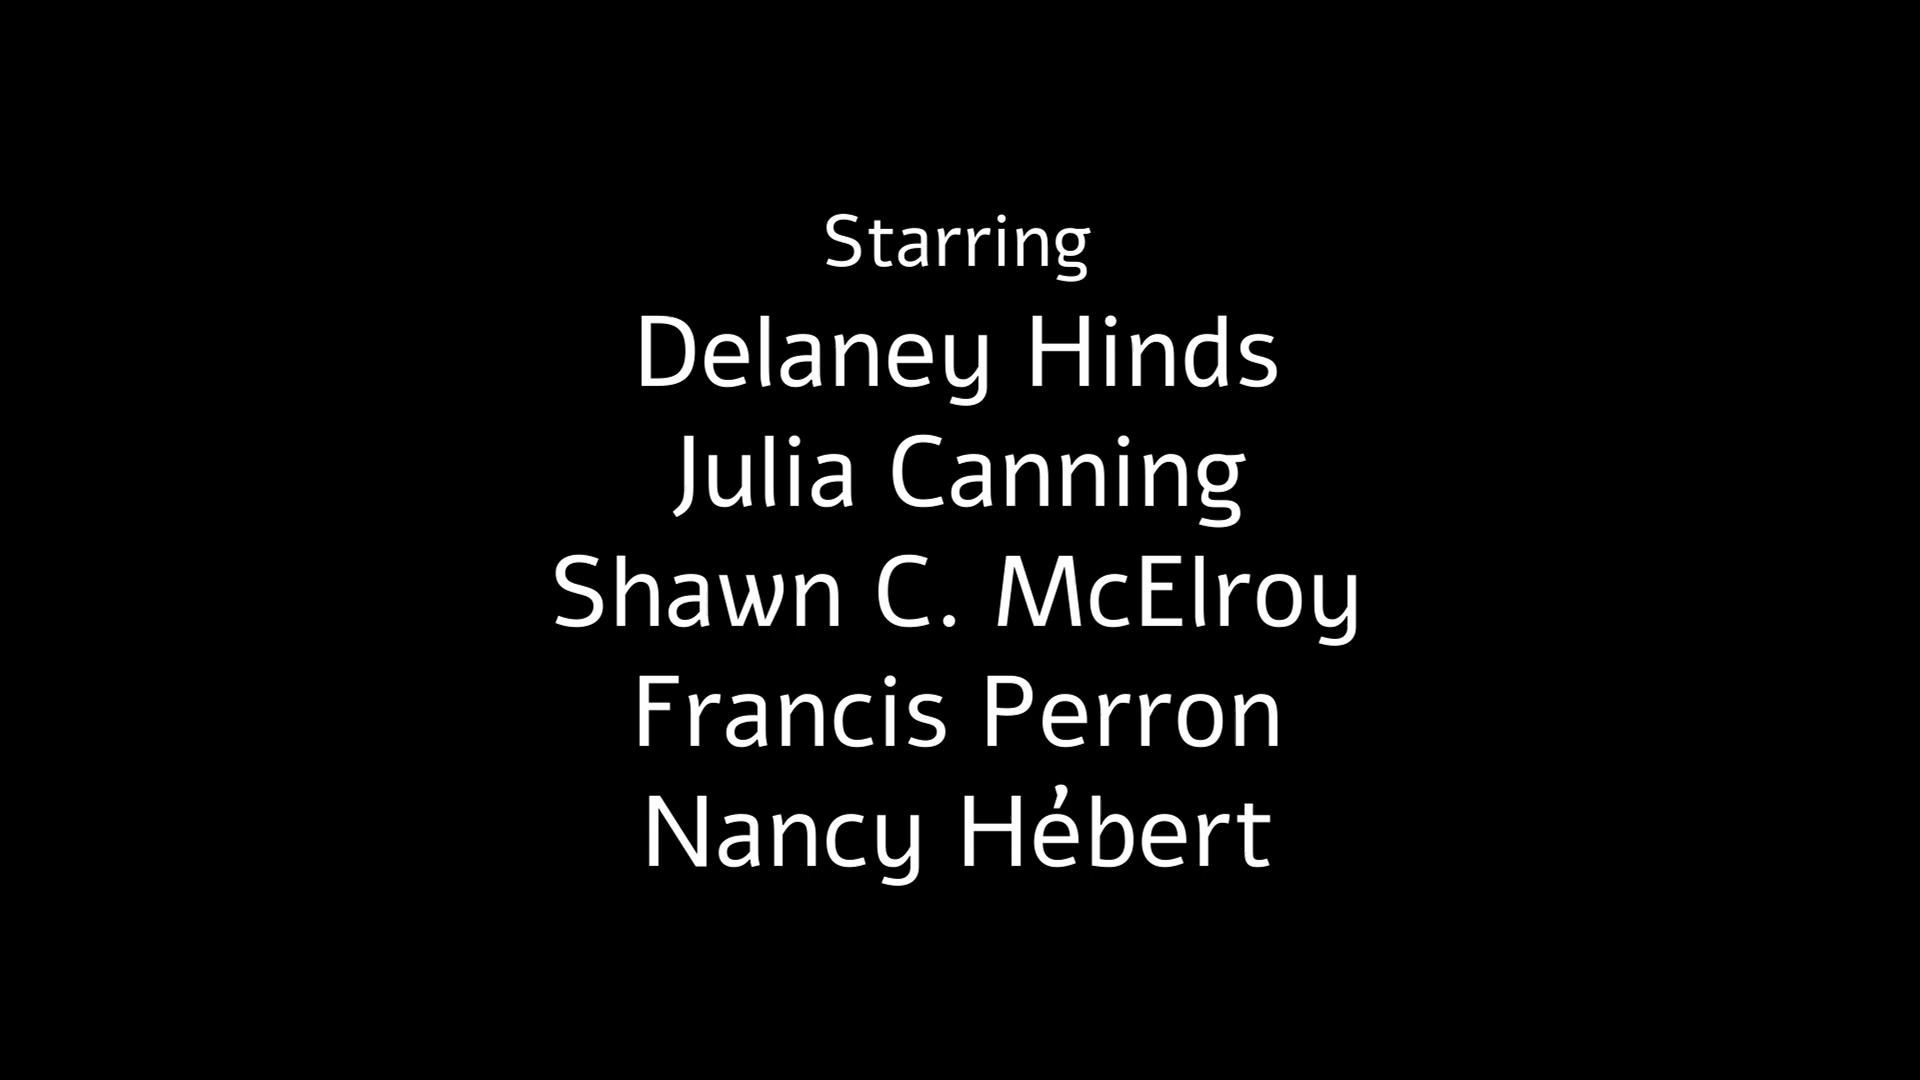 Starring
Delaney Hinds
Julia Canning
Shawn C. McElroy
Francis Perron
Nancy Hébert